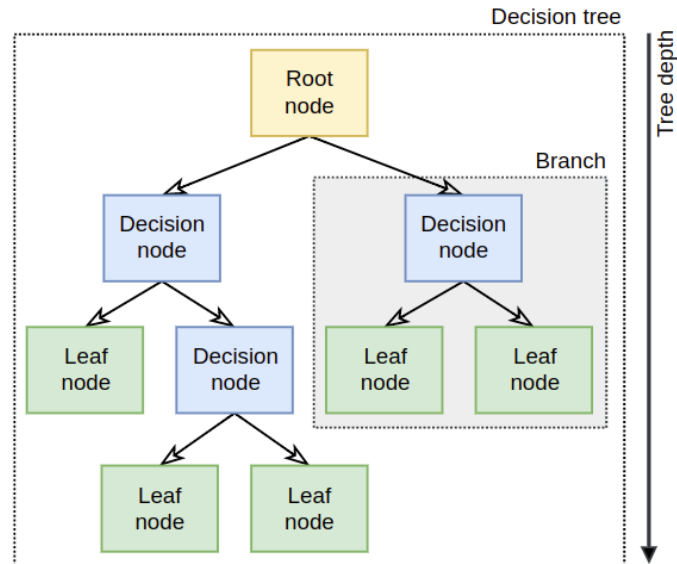 Decision tree
Tree depth
Root
node
Branch
Decision
node
Decision
node
Leaf
node
Decision
node
Leaf
node
Leaf
node
Leaf
node
Leaf
node